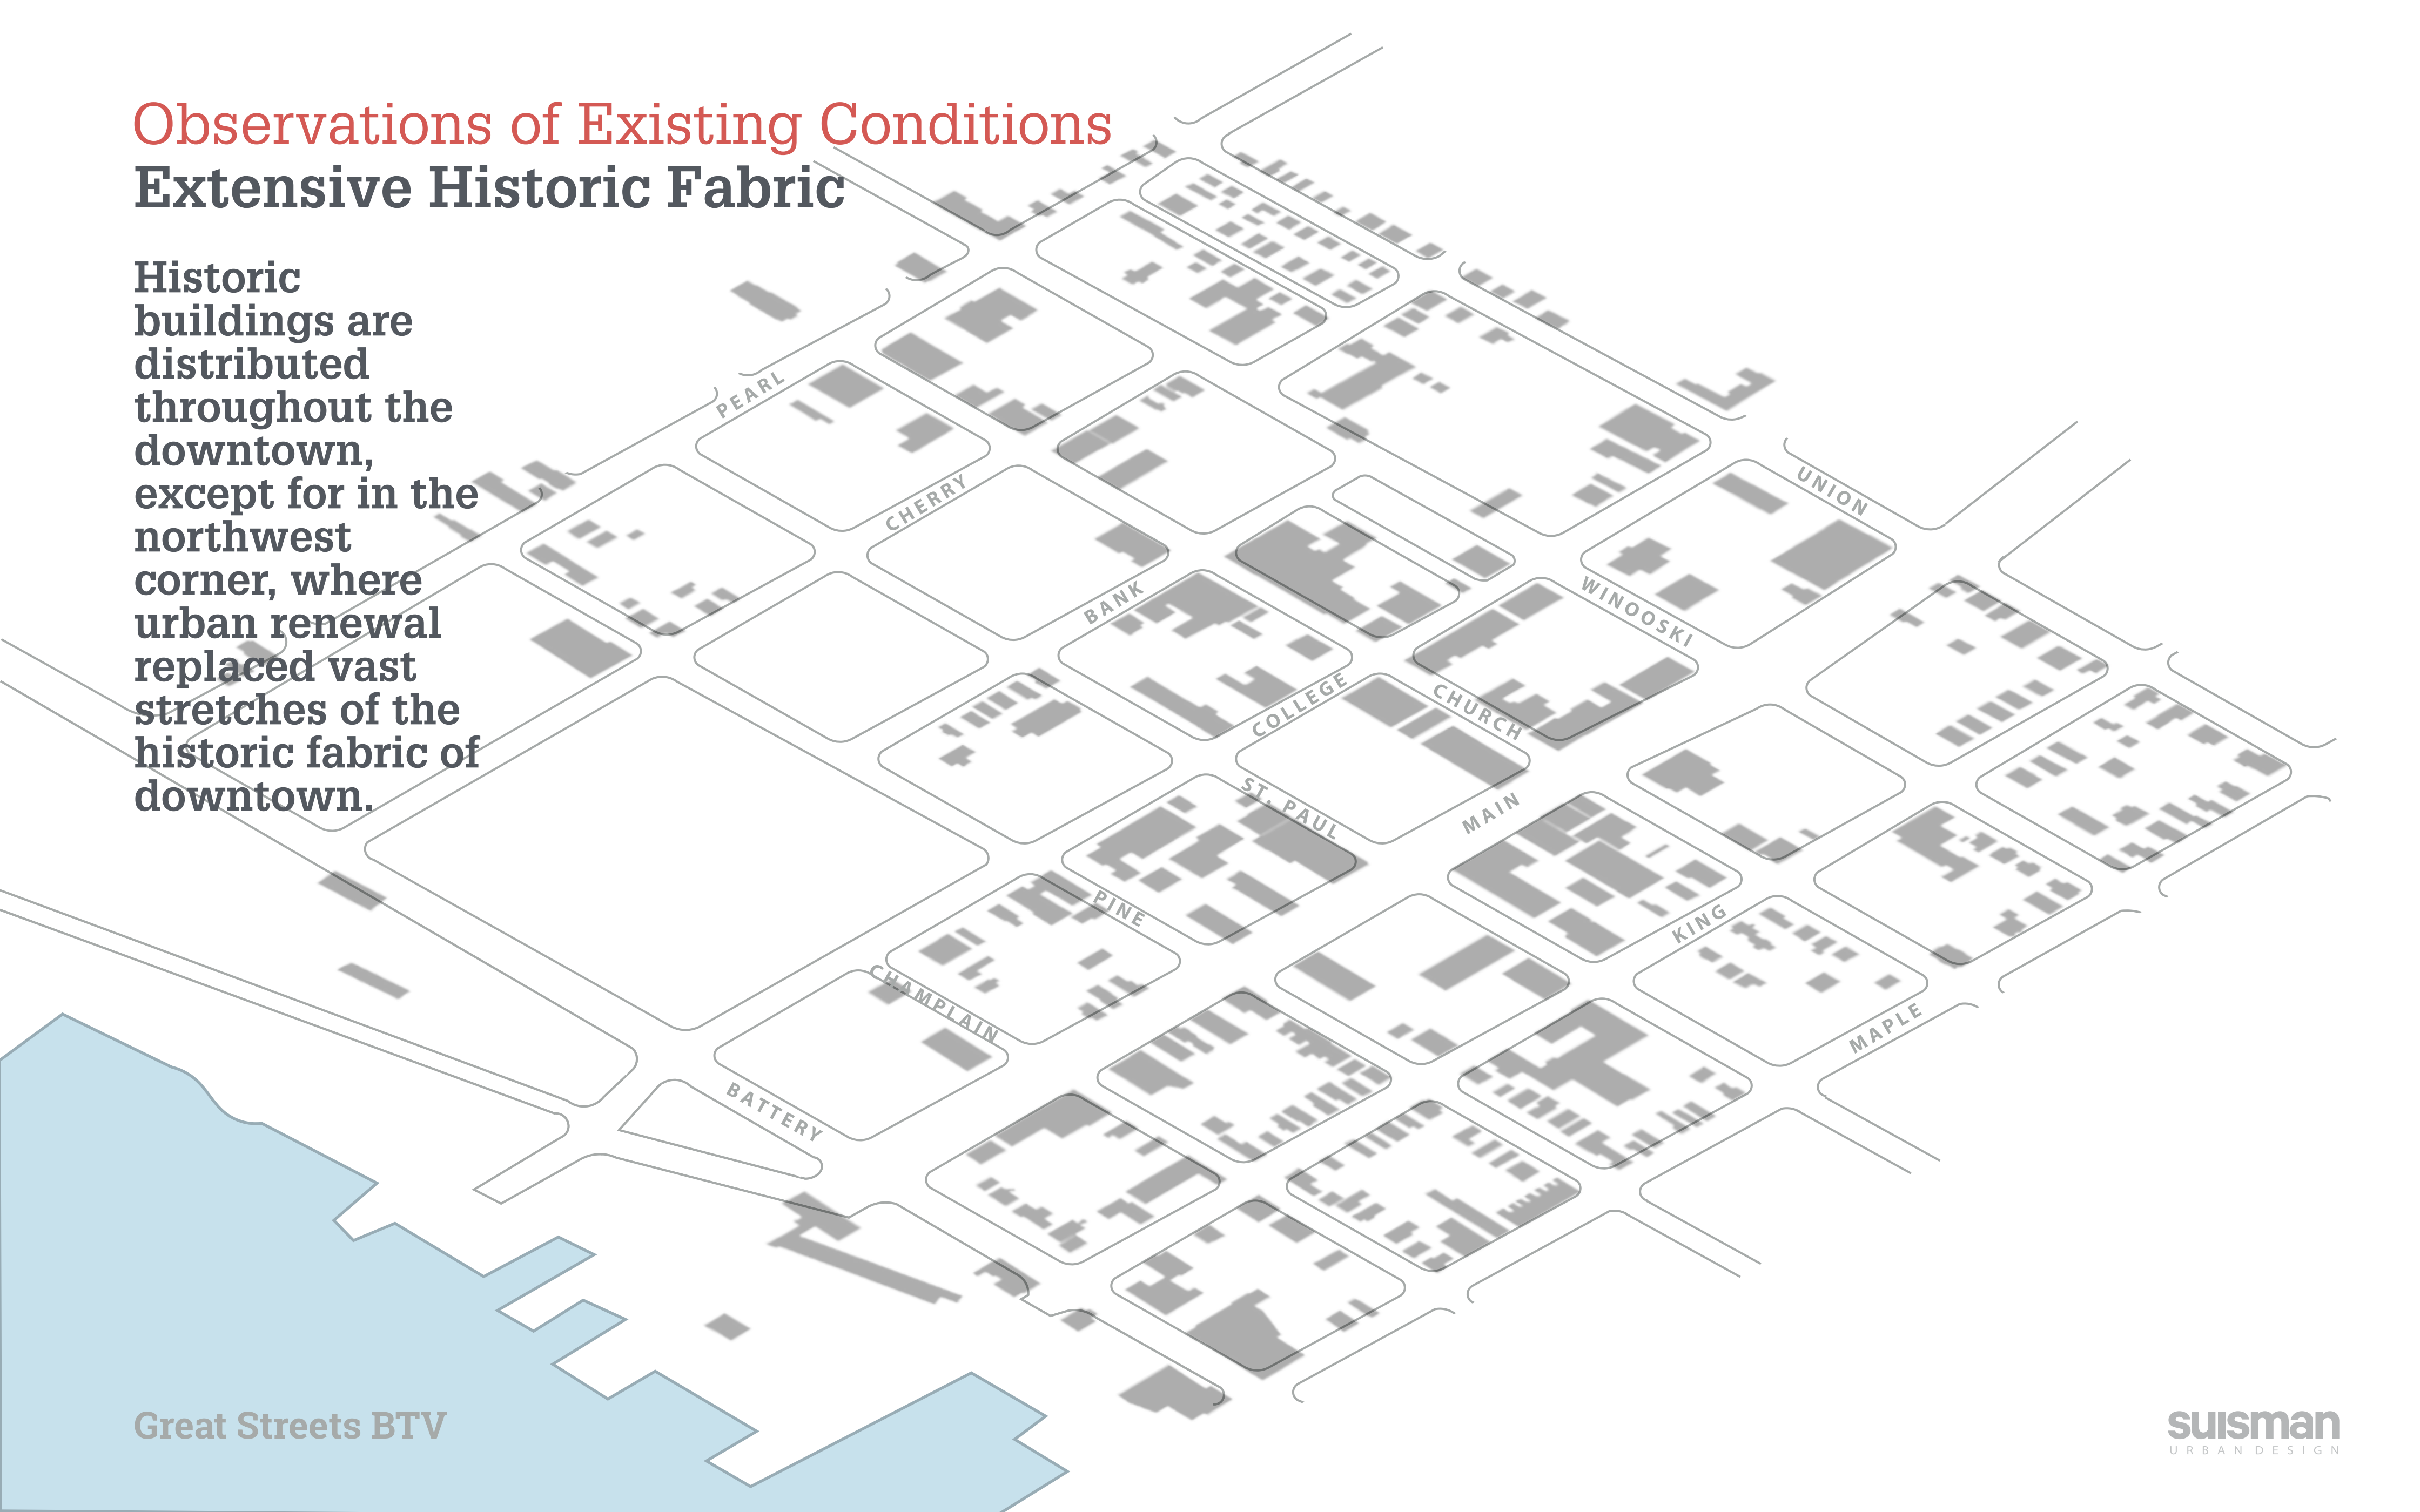 Observations of Existing Conditions
Extensive Historic Fabric
Historic
buildings are
distributed
throughout the
downtown,
except for in the
northwest
corner, where
urban renewal
replaced vast
stretches of the
historic fabric of
downtown.
PEARL
CHERRY
BANK
COLLEGE
MAIN
KING
MAPLE
UNION
WINOOSKI
CHURCH
ST. PAUL
PINE
CHAMPLAIN
BATTERY
Great Streets BTV
suisman
URBAN DESIGN